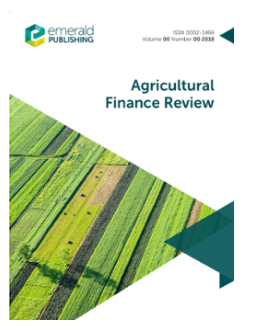 emerald
PUBLISHING
ISSN 0002-1466
Volume 00 Number 00 2018
Agricultural
Finance Review